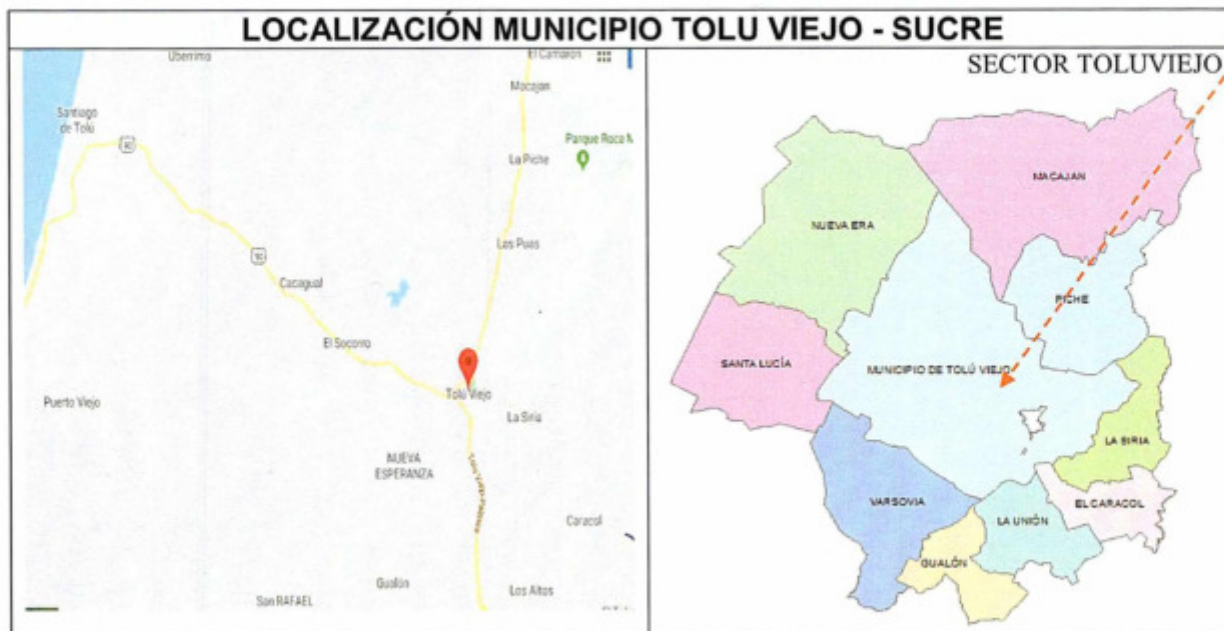 LOCALIZACIÓN MUNICIPIO TOLU VIEJO - SUCRE
Uberrimo
El Camaron
Macajan
Santiago
de Tolú
Parque Roca N
La Piche
Las Puas
Cacagual
El Socorro
Tolú Viejo
Puerto Viejo
La Siria
NUEVA
ESPERANZA
Caracol
Gualón
Los Altos
San RAFAEL
SECTOR TOLUVIEJO
MACAJAN
NUEVA ERA
PICHE
SANTA LUCÍA
MUNICIPIO DE TOLÚ VIEJO
LA SIRIA
VARSOVIA
EL CARACOL
LA UNIÓN
GUALÓN